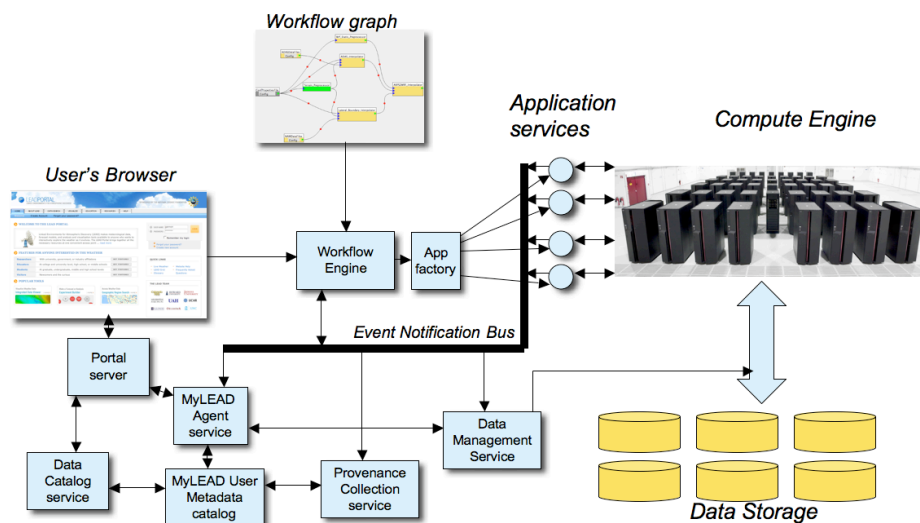 Workflow graph
Application
services
Compute Engine
User's Browser
LEADPORTAL
Workflow
Engine
App
factory
Event Notification Bus
Portal
server
MyLEAD
Agent
service
Data
Management
Service
Data
Catalog
service
MyLEAD User
Metadata
catalog
Provenance
Collection
service
Data Storage